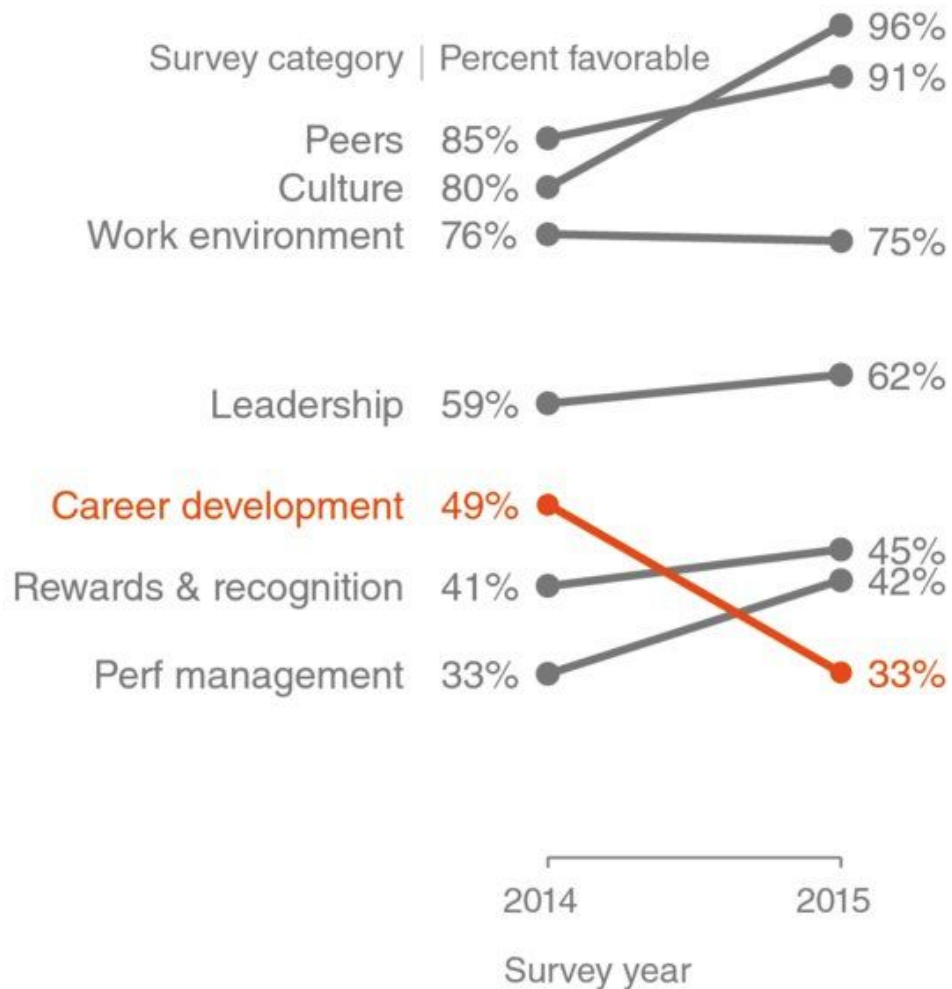 96%
Survey category | Percent favorable
91%
Peers 85%
Culture 80%
Work environment 76% 75%
Leadership 59% 62%
Career development 49%
45%
Rewards & recognition 41% 42%
Perf management 33% 33%
2014 2015
Survey year